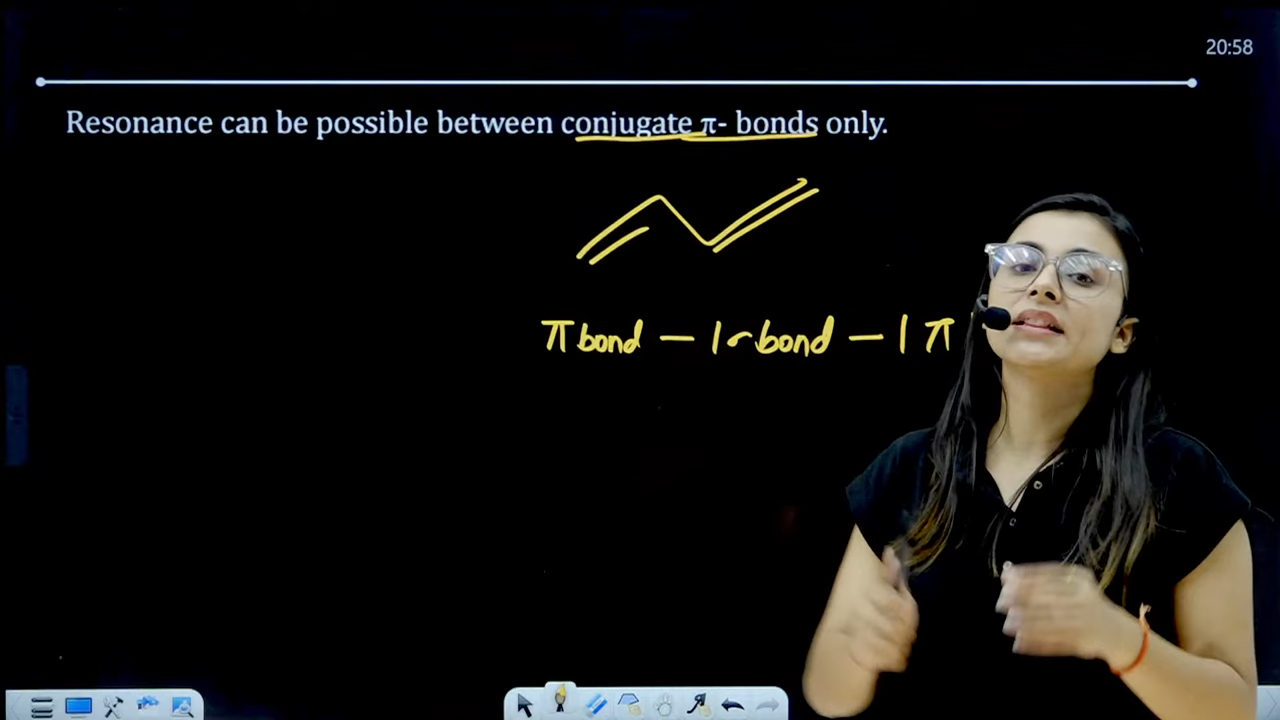 20:58
Resonance can be possible between conjugate π- bonds only.
π bond – 1 σ bond – 1 π